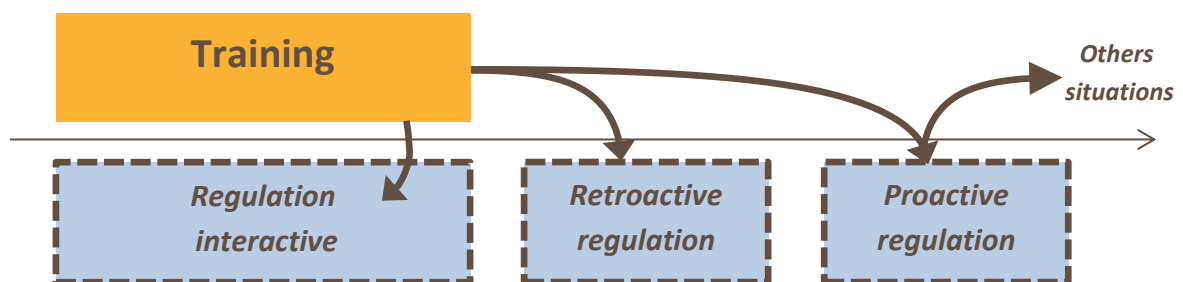 Training
Others
situations
Regulation
interactive
Retroactive
regulation
Proactive
regulation